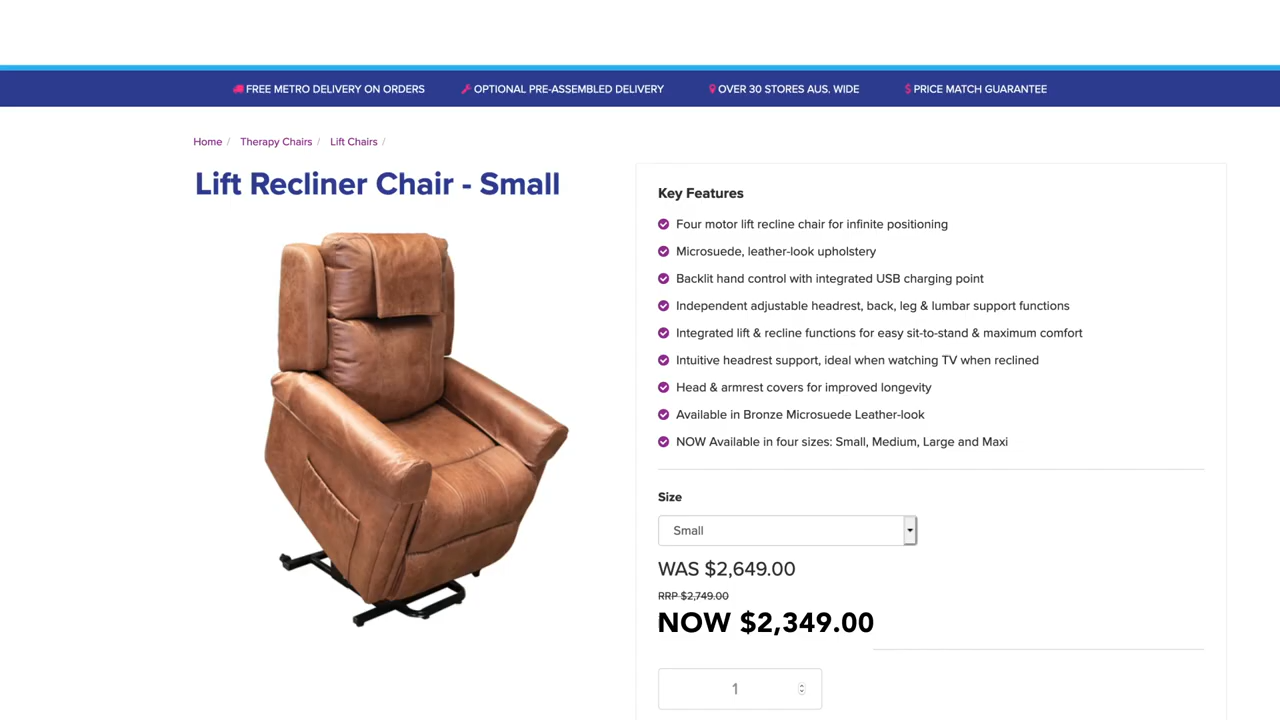 FREE METRO DELIVERY ON ORDERS
OPTIONAL PRE-ASSEMBLED DELIVERY
OVER 30 STORES AUS. WIDE
PRICE MATCH GUARANTEE
Home / Therapy Chairs / Lift Chairs /
Lift Recliner Chair - Small
Key Features
Four motor lift recline chair for infinite positioning
Microsuede, leather-look upholstery
Backlit hand control with integrated USB charging point
Independent adjustable headrest, back, leg & lumbar support functions
Integrated lift & recline functions for easy sit-to-stand & maximum comfort
Intuitive headrest support, ideal when watching TV when reclined
Head & armrest covers for improved longevity
Available in Bronze Microsuede Leather-look
NOW Available in four sizes: Small, Medium, Large and Maxi
Size
Small
WAS $2,649.00
RRP $2,749.00
NOW $2,349.00
1